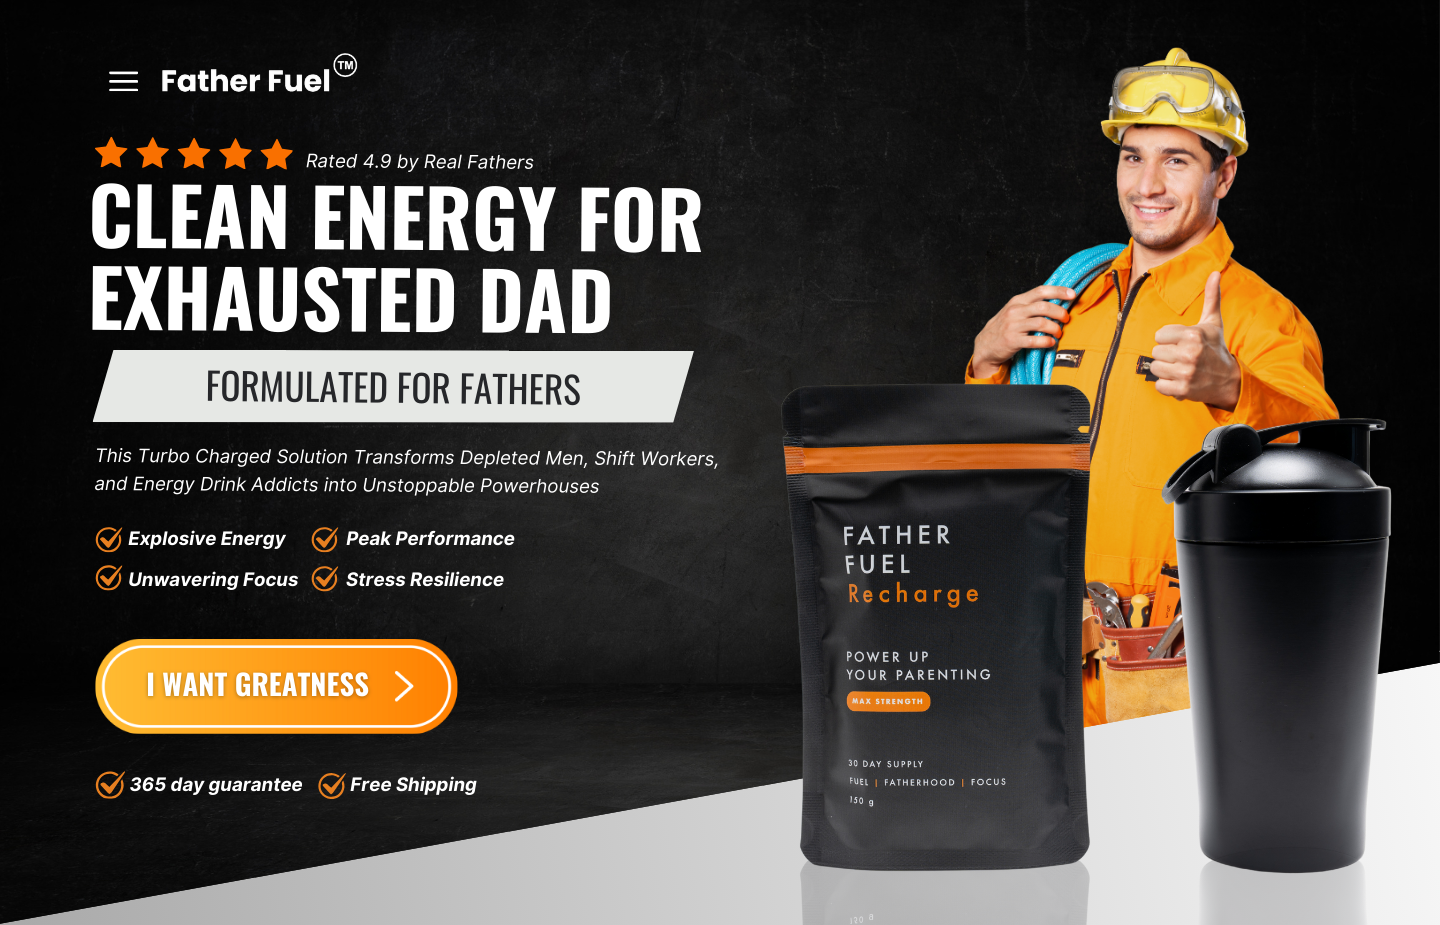 Father Fuel TM
Rated 4.9 by Real Fathers
CLEAN ENERGY FOR
EXHAUSTED DAD
FORMULATED FOR FATHERS
This Turbo Charged Solution Transforms Depleted Men, Shift Workers,
and Energy Drink Addicts into Unstoppable Powerhouses
Explosive Energy
Peak Performance
Unwavering Focus
Stress Resilience
I WANT GREATNESS
365 day guarantee
Free Shipping
FATHER
FUEL
Recharge
POWER UP
YOUR PARENTING
MAX STRENGTH
30 DAY SUPPLY
FUEL | FATHERHOOD | FOCUS
150 g